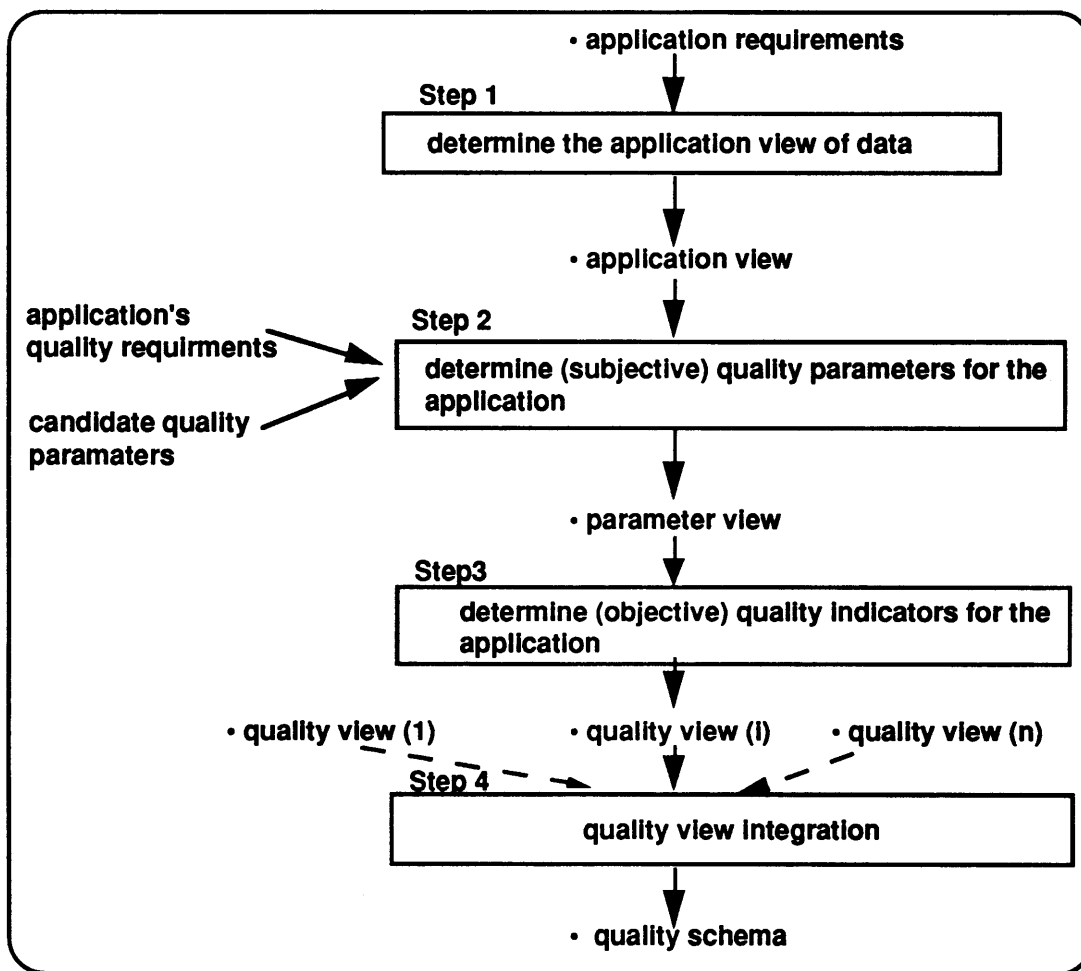 • application requirements
Step 1
determine the application view of data
• application view
application's
quality requirments
Step 2
determine (subjective) quality parameters for the
application
candidate quality
paramaters
• parameter view
Step3
determine (objective) quality indicators for the
application
• quality view (1)
• quality view (i)
• quality view (n)
Step 4
quality view integration
• quality schema